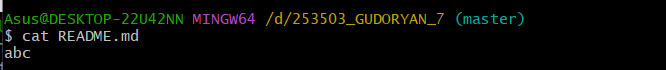 Asus@DESKTOP-22U42NN MINGW64 /d/253503_GUDORYAN_7 (master)
$ cat README.md
abc